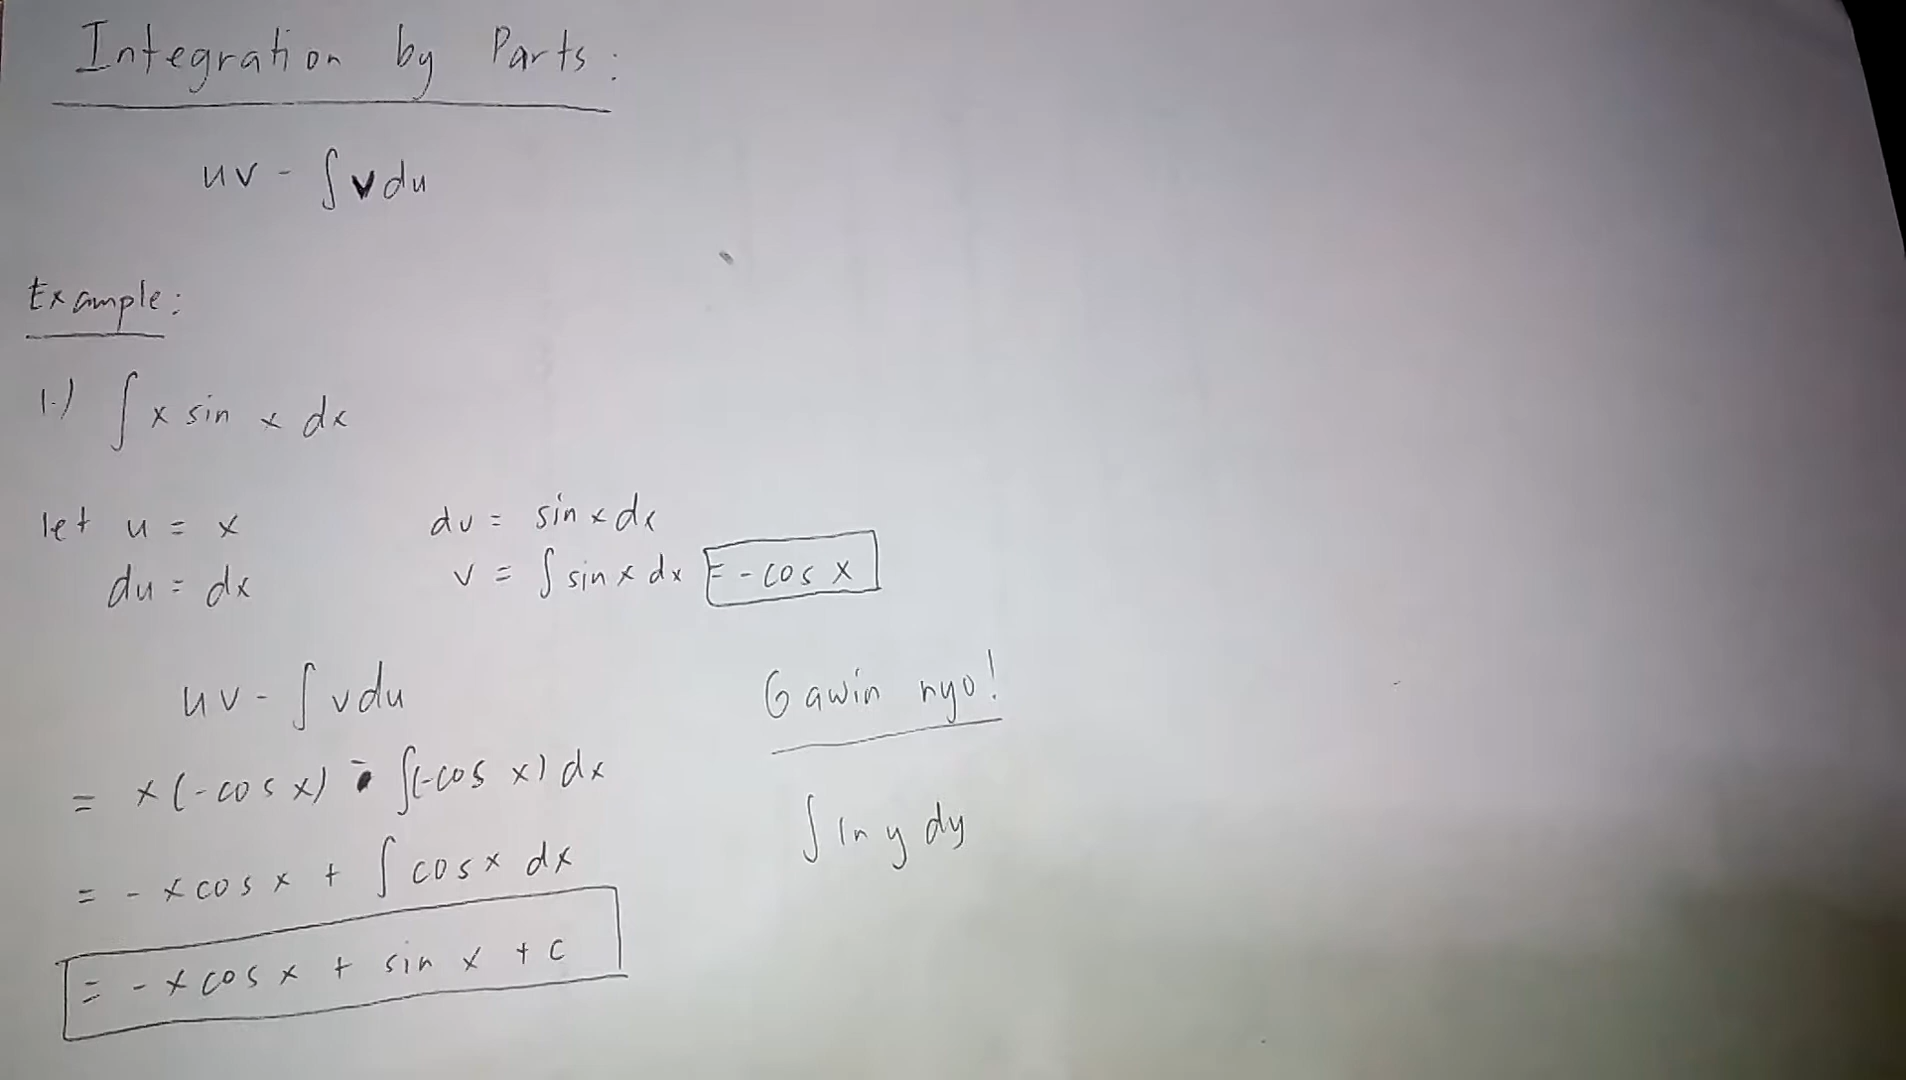 Integration by Parts:
uv - ∫vdu
Example:
1.) ∫ x sin x dx
let u = x
du = dx
dv = sin x dx
v = ∫ sin x dx = - cos x
uv - ∫ vdu
= x (- cos x) - ∫(-cos x) dx
= - x cos x + ∫ cos x dx
= - x cos x + sin x + c
Gawin nyo!
∫ ln y dy